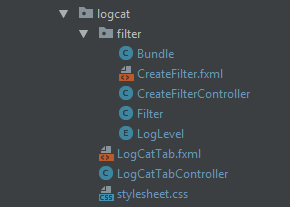 logcat
filter
Bundle
CreateFilter.fxml
CreateFilterController
Filter
LogLevel
LogCatTab.fxml
LogCatTabController
stylesheet.css